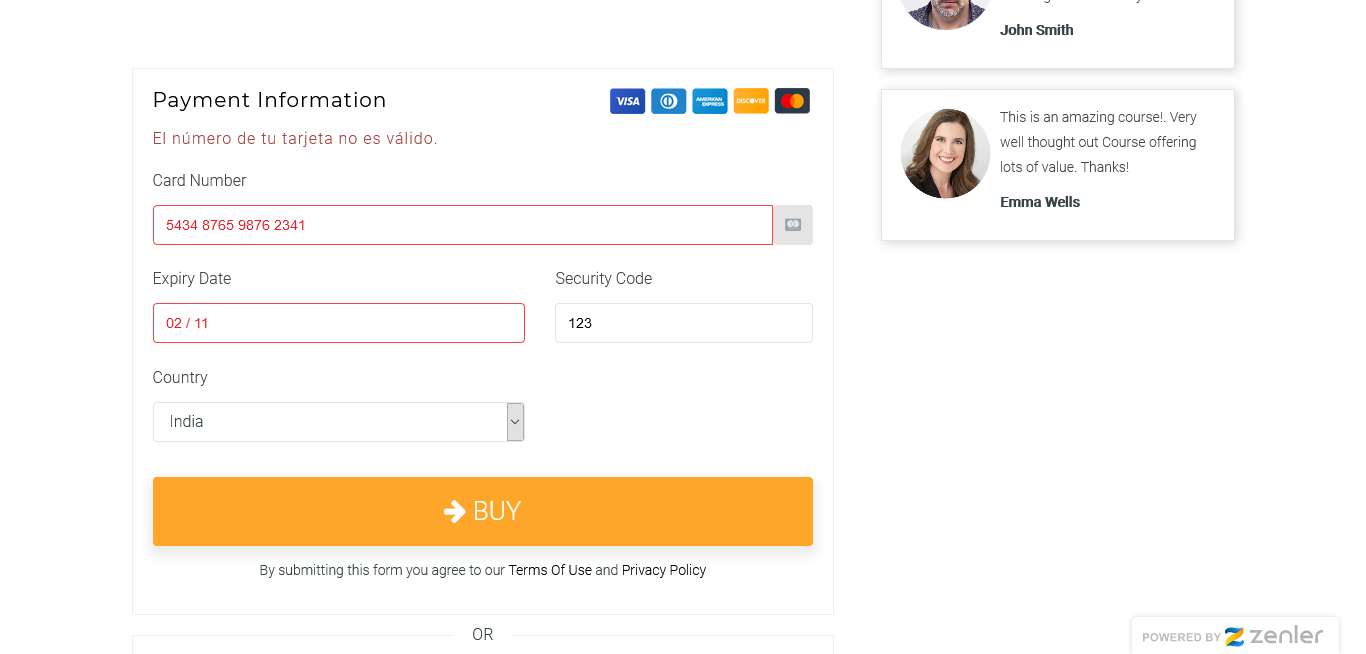 John Smith
Payment Information
VISA
AMERICAN EXPRESS
DISCOVER
El número de tu tarjeta no es válido.
Card Number
5434 8765 9876 2341
Expiry Date
Security Code
02 / 11
123
Country
India
BUY
By submitting this form you agree to our Terms Of Use and Privacy Policy
OR
This is an amazing course!. Very
well thought out Course offering
lots of value. Thanks!
Emma Wells
POWERED BY zenler